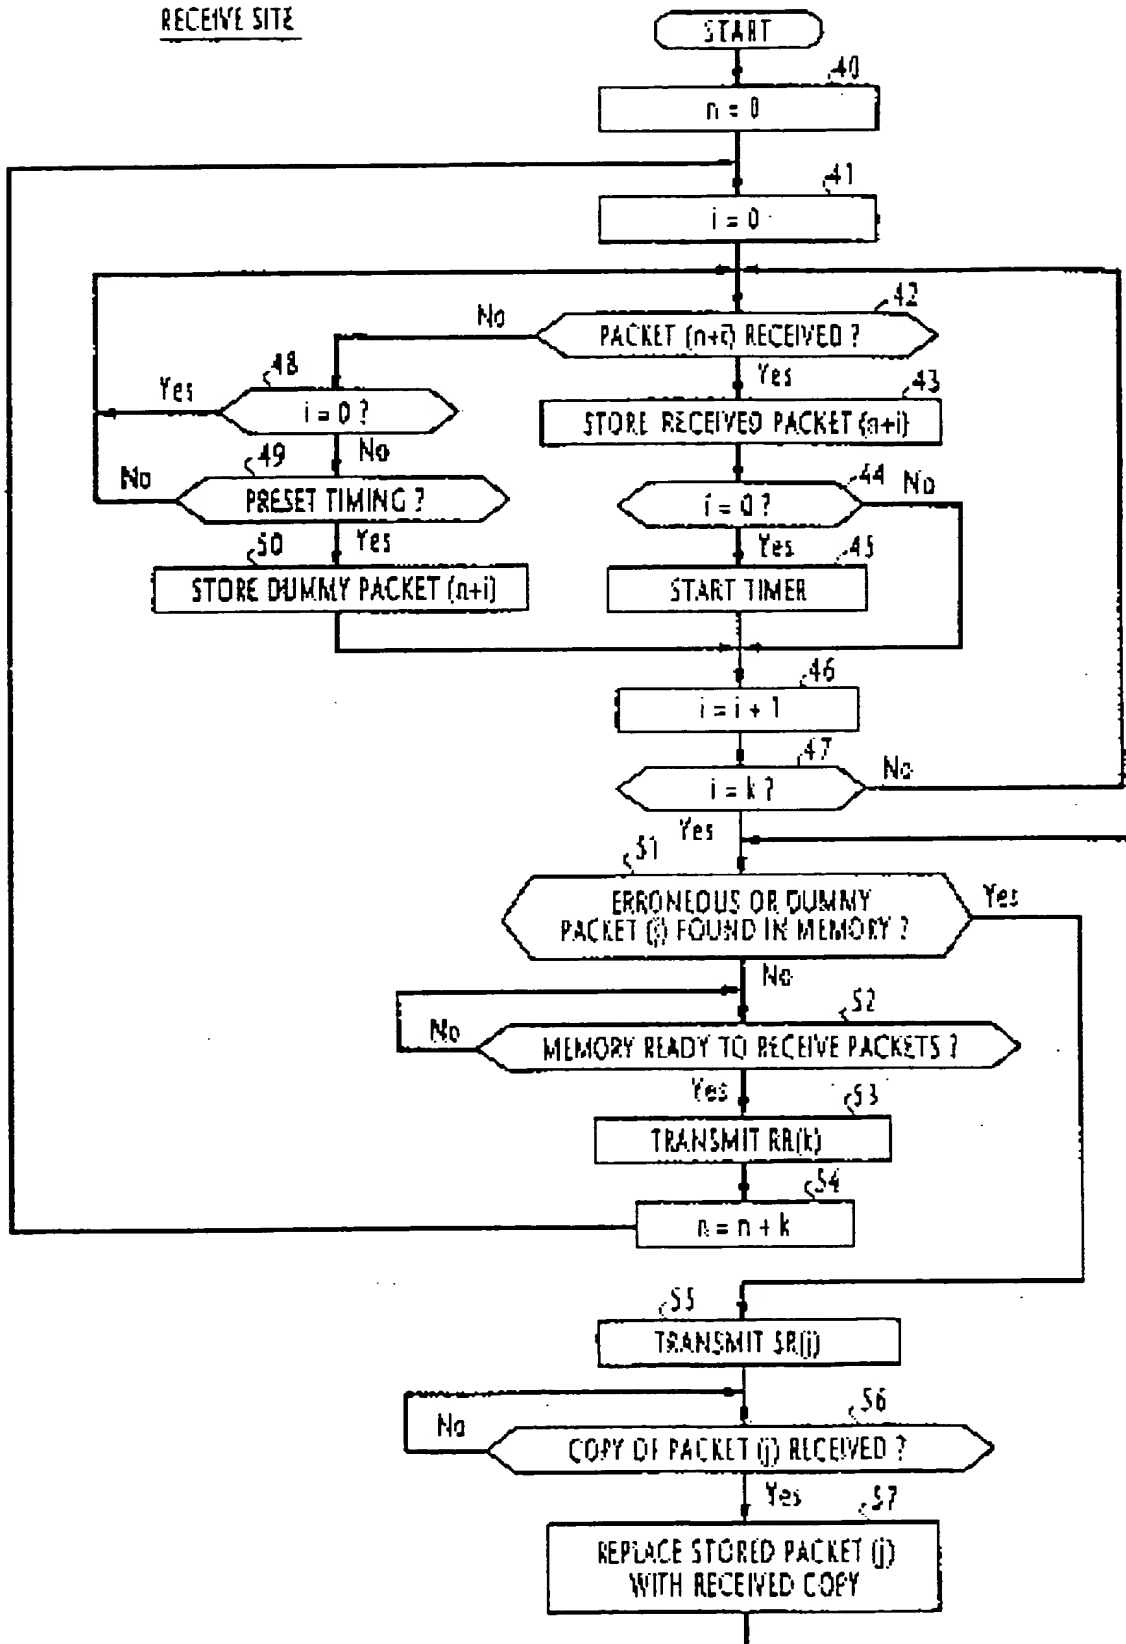 RECEIVE SITE
START
40
n = 0
41
i = 0
42
PACKET (n+i) RECEIVED ?
No
Yes
43
STORE RECEIVED PACKET (n+i)
48
i = 0 ?
Yes
No
44
i = 0 ?
No
Yes
49
PRESET TIMING ?
No
Yes
45
START TIMER
50
STORE DUMMY PACKET (n+i)
46
i = i + 1
47
i = k ?
No
Yes
51
ERRONEOUS OR DUMMY
PACKET (j) FOUND IN MEMORY ?
Yes
No
52
MEMORY READY TO RECEIVE PACKETS ?
No
Yes
53
TRANSMIT RR(k)
54
n = n + k
55
TRANSMIT SR(j)
56
COPY OF PACKET (j) RECEIVED ?
No
Yes
57
REPLACE STORED PACKET (j)
WITH RECEIVED COPY